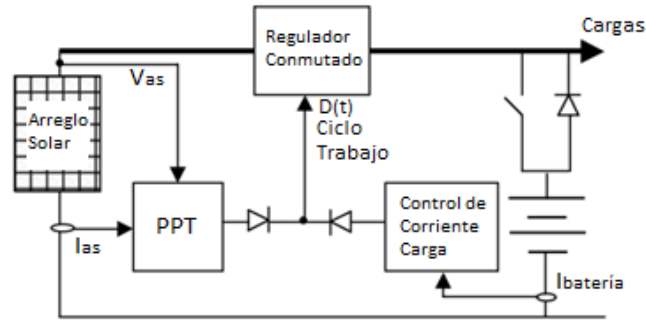 Regulador
Conmutado
Cargas
Vas
D(t)
Ciclo
Trabajo
Arreglo
Solar
PPT
Control de
Corriente
Carga
Ias
Ibatería